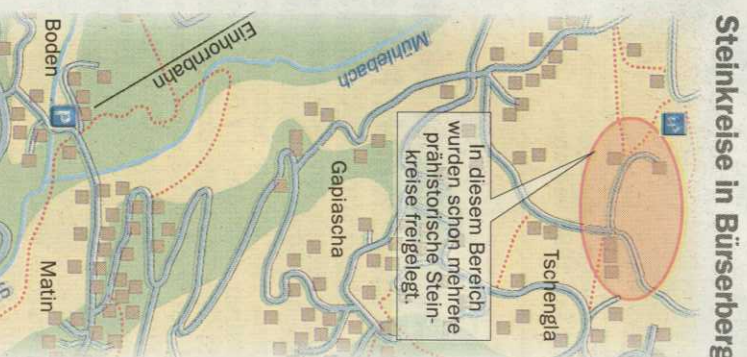 Steinkreise in Bürserberg
In diesem Bereich
wurden schon mehrere
prähistorische Stein-
kreise freigelegt.
Tschengla
Gapiascha
Mühlebach
Einhornbahn
Boden
Matin
P